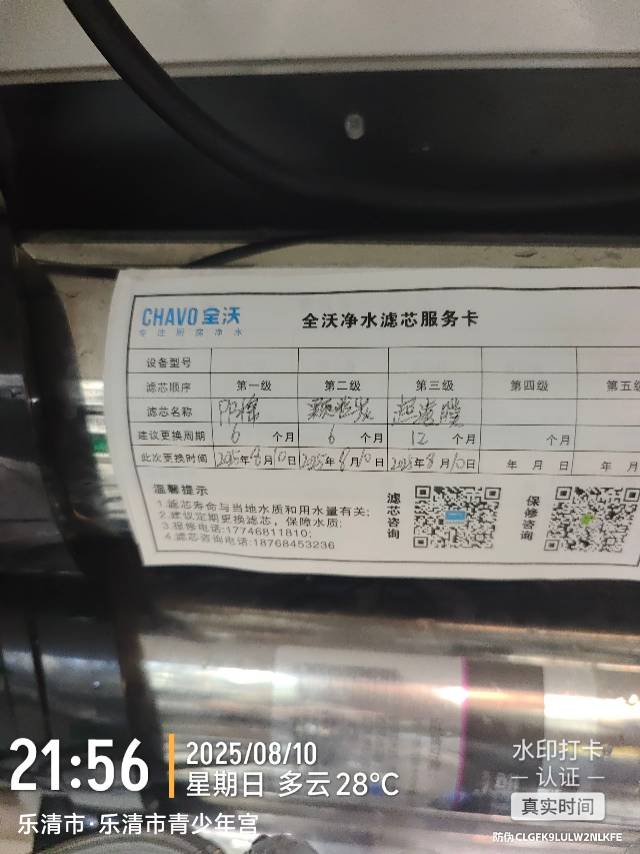 CHAVO 全沃
专注厨房净水
全沃净水滤芯服务卡
设备型号
滤芯顺序 第一级 第二级 第三级 第四级 第五级
滤芯名称 PP棉 颗粒炭 超滤膜
建议更换周期 6 个月 6 个月 12 个月 个月
此次更换时间 2025年8月10日 2025年8月10日 2025年8月10日 年 月 日 年 月
温馨提示
1.滤芯寿命与当地水质和用水量有关;
2.建议定期更换滤芯,保障水质;
3.报修电话:17746811810;
4.滤芯咨询电话:18768453236
滤芯咨询
保修咨询
21:56
2025/08/10
星期日 多云 28°C
乐清市·乐清市青少年宫
水印打卡
认证
真实时间
防伪 CLGFK9LULW2NLKFE